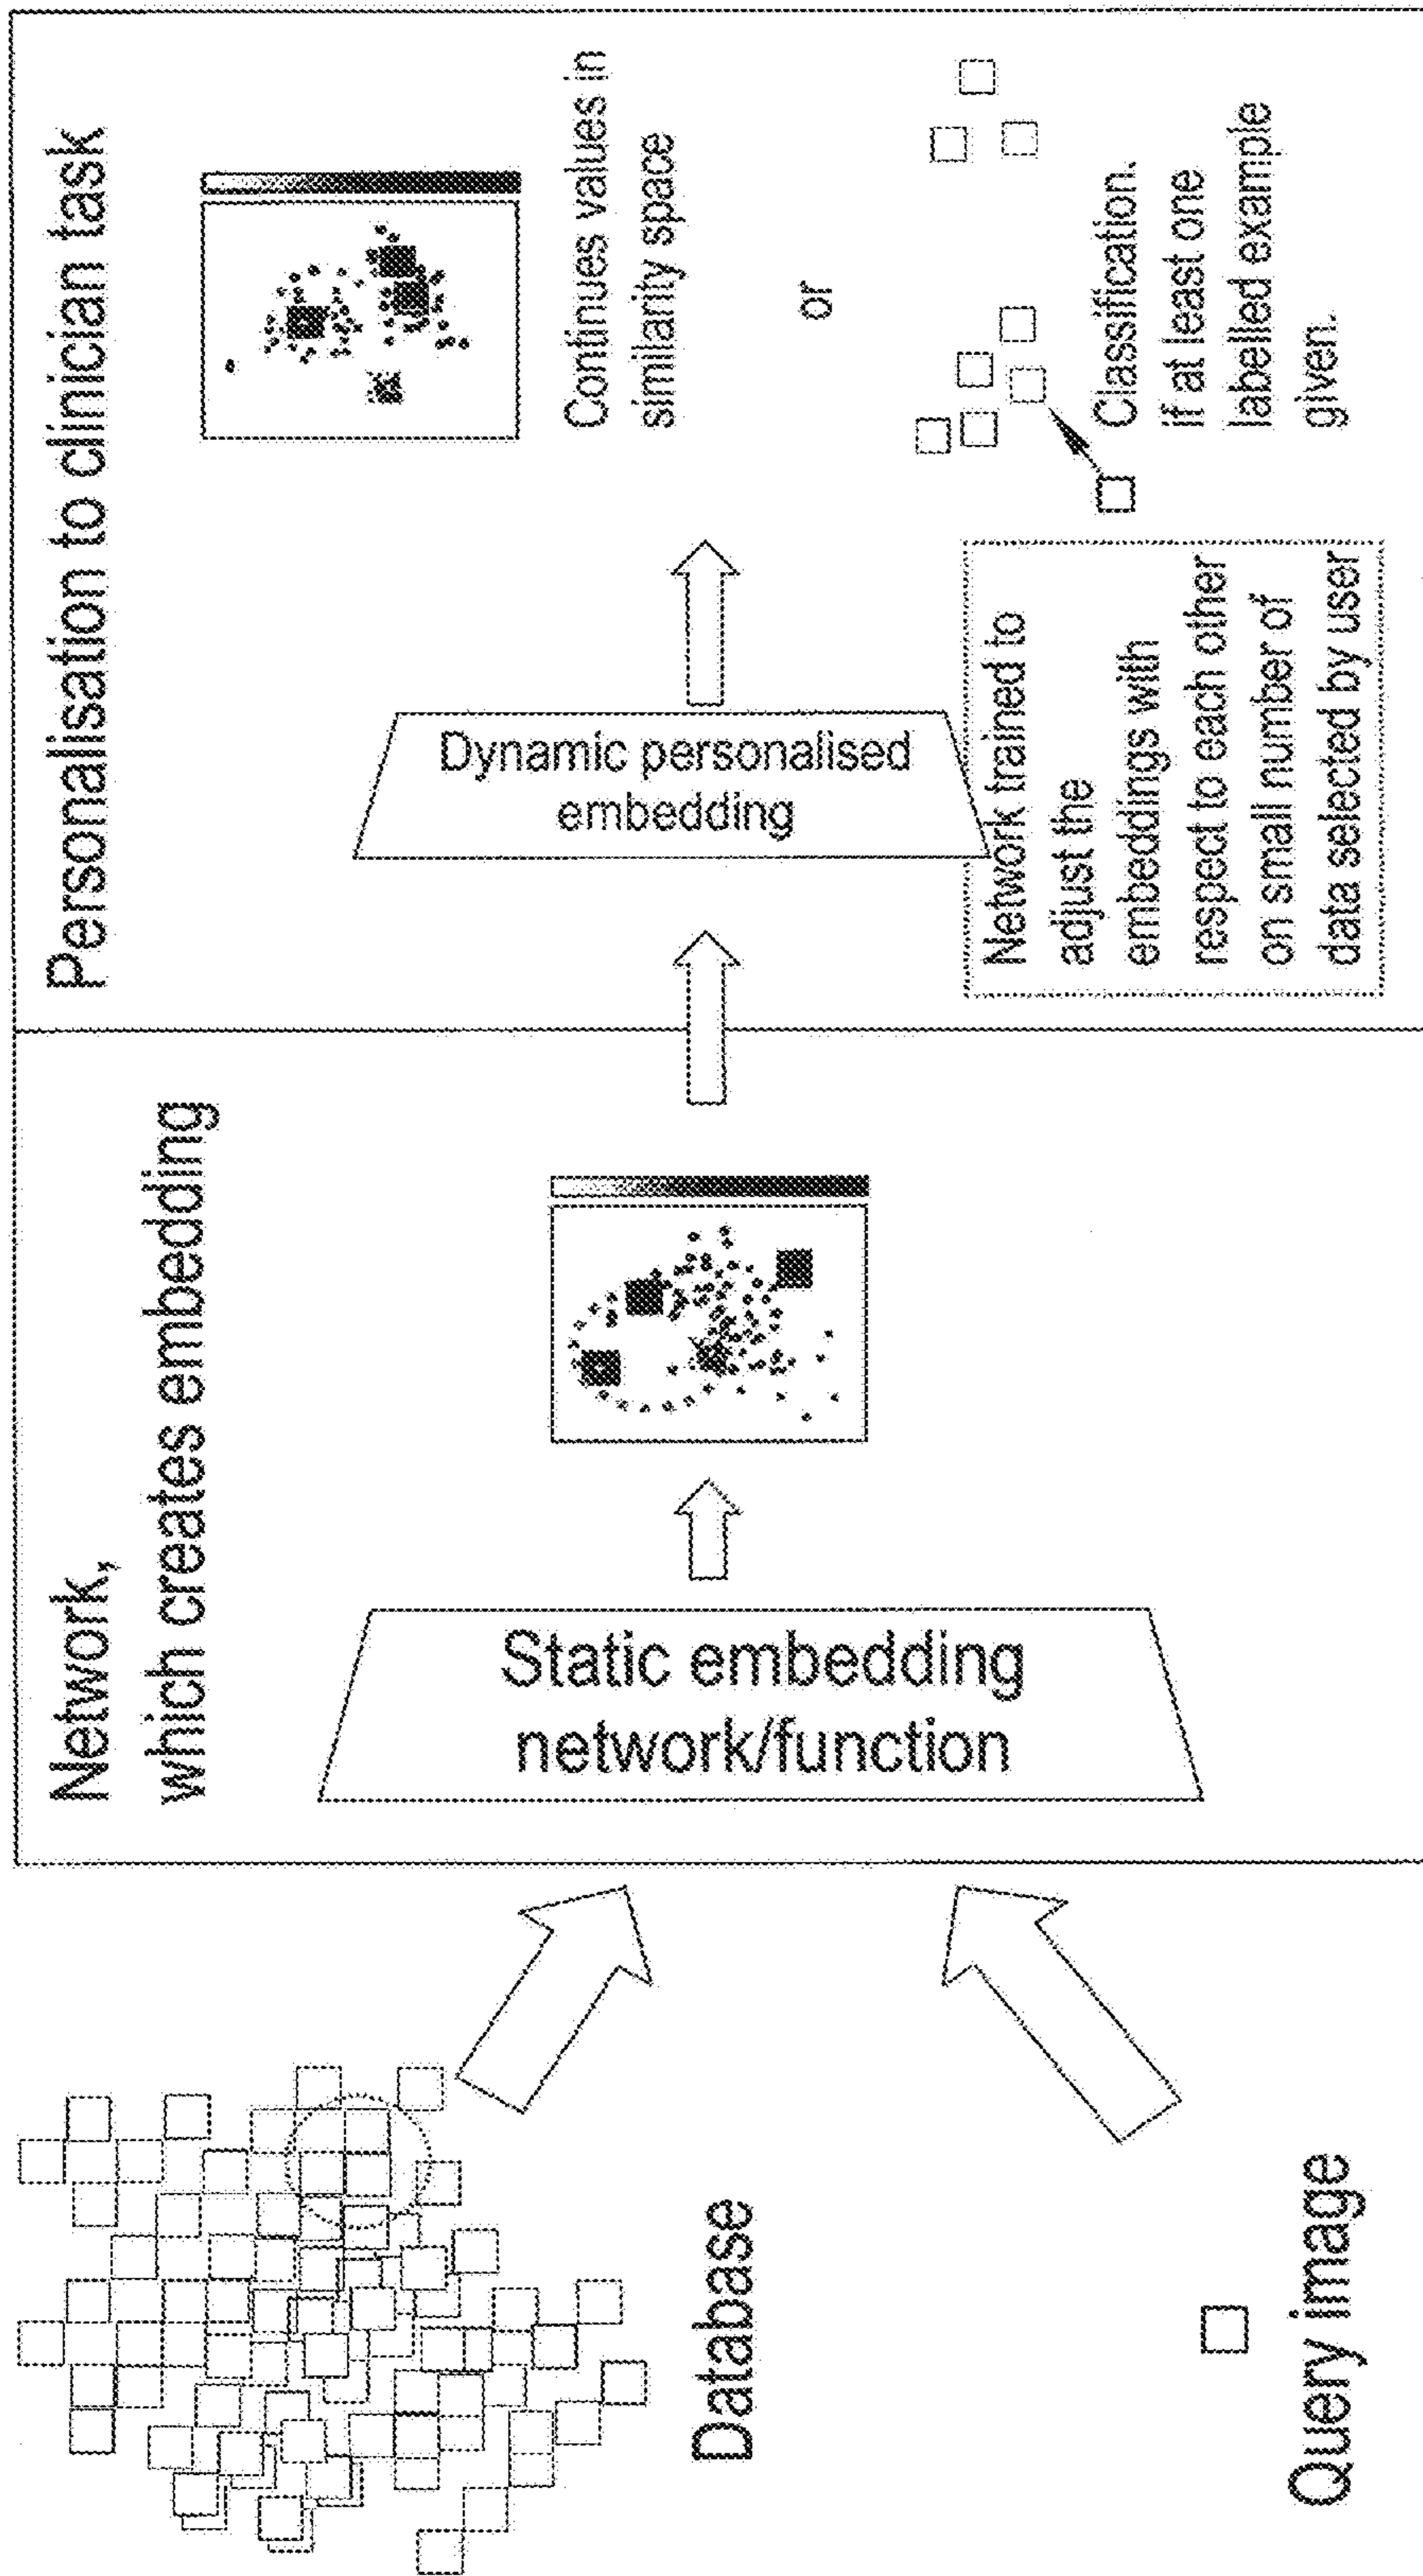 Database
Query image
Network,
which creates embedding
Static embedding
network/function
Personalisation to clinician task
Dynamic personalised
embedding
Network trained to
adjust the
embeddings with
respect to each other
on small number of
data selected by user
Continues values in
similarity space
or
Classification.
if at least one
labelled example
given.